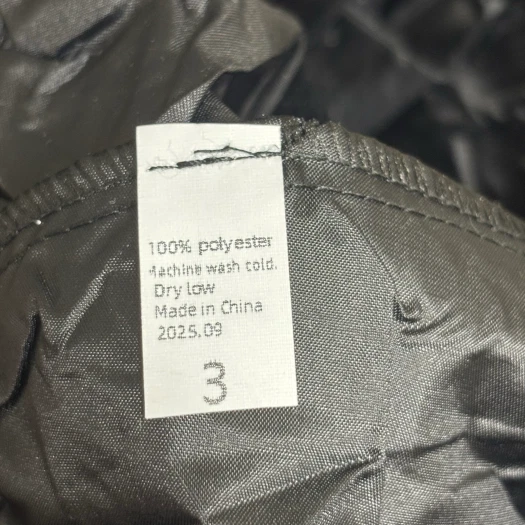 100% polyester
Machine wash cold.
Dry low
Made in China
2025.09
3